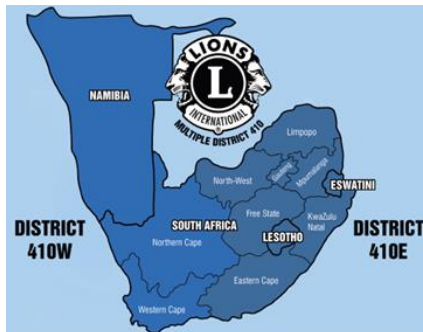 LIONS
L
INTERNATIONAL
®
MULTIPLE DISTRICT 410
NAMIBIA
Limpopo
North-West
Gauteng
Mpumalanga
ESWATINI
SOUTH AFRICA
Free State
KwaZulu
Natal
DISTRICT
410W
Northern Cape
LESOTHO
DISTRICT
410E
Eastern Cape
Western Cape